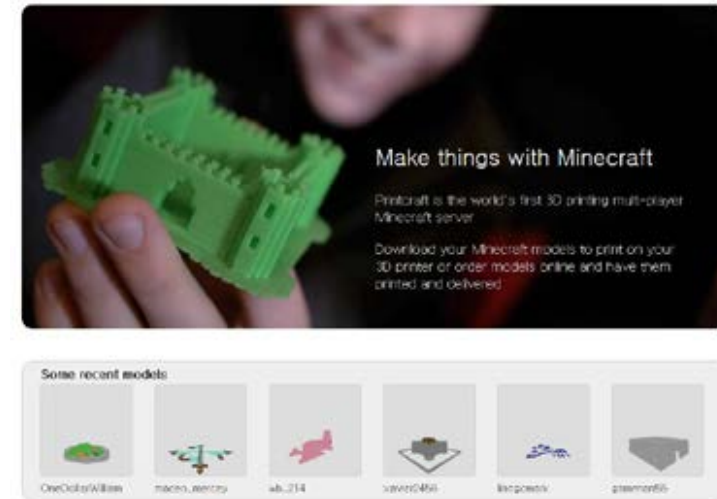 Make things with Minecraft
Printcraft is the world's first 3D printing multi-player
Minecraft server
Download your Minecraft models to print on your
3D printer or order models online and have them
printed and delivered
Some recent models
OneDollarWilliam
xavier2456